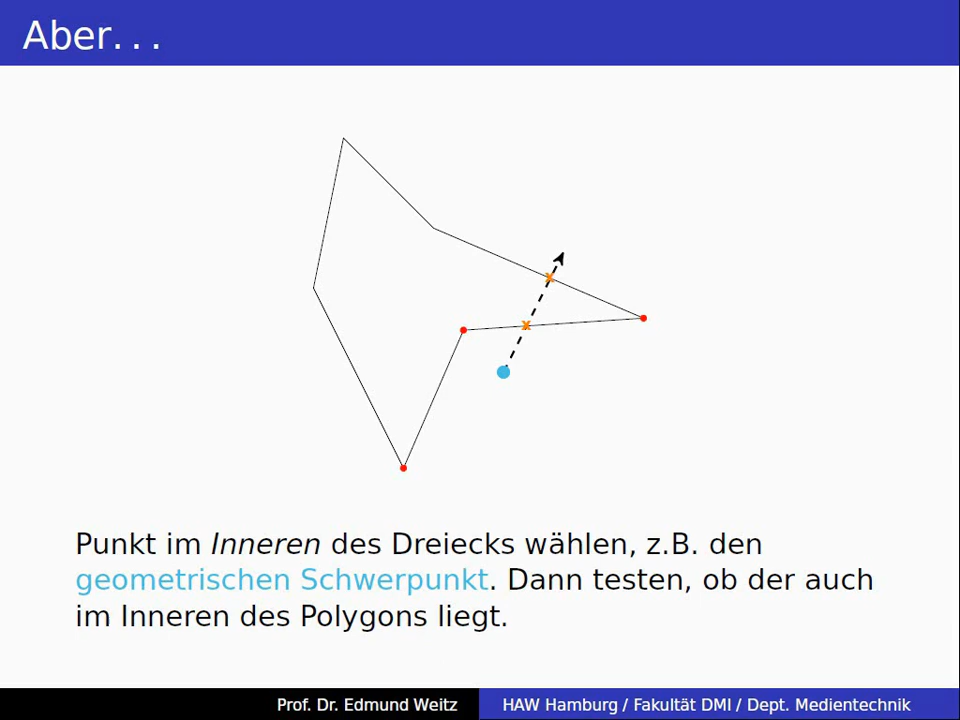 Aber. . .
Punkt im Inneren des Dreiecks wählen, z.B. den
geometrischen Schwerpunkt. Dann testen, ob der auch
im Inneren des Polygons liegt.
Prof. Dr. Edmund Weitz
HAW Hamburg / Fakultät DMI / Dept. Medientechnik